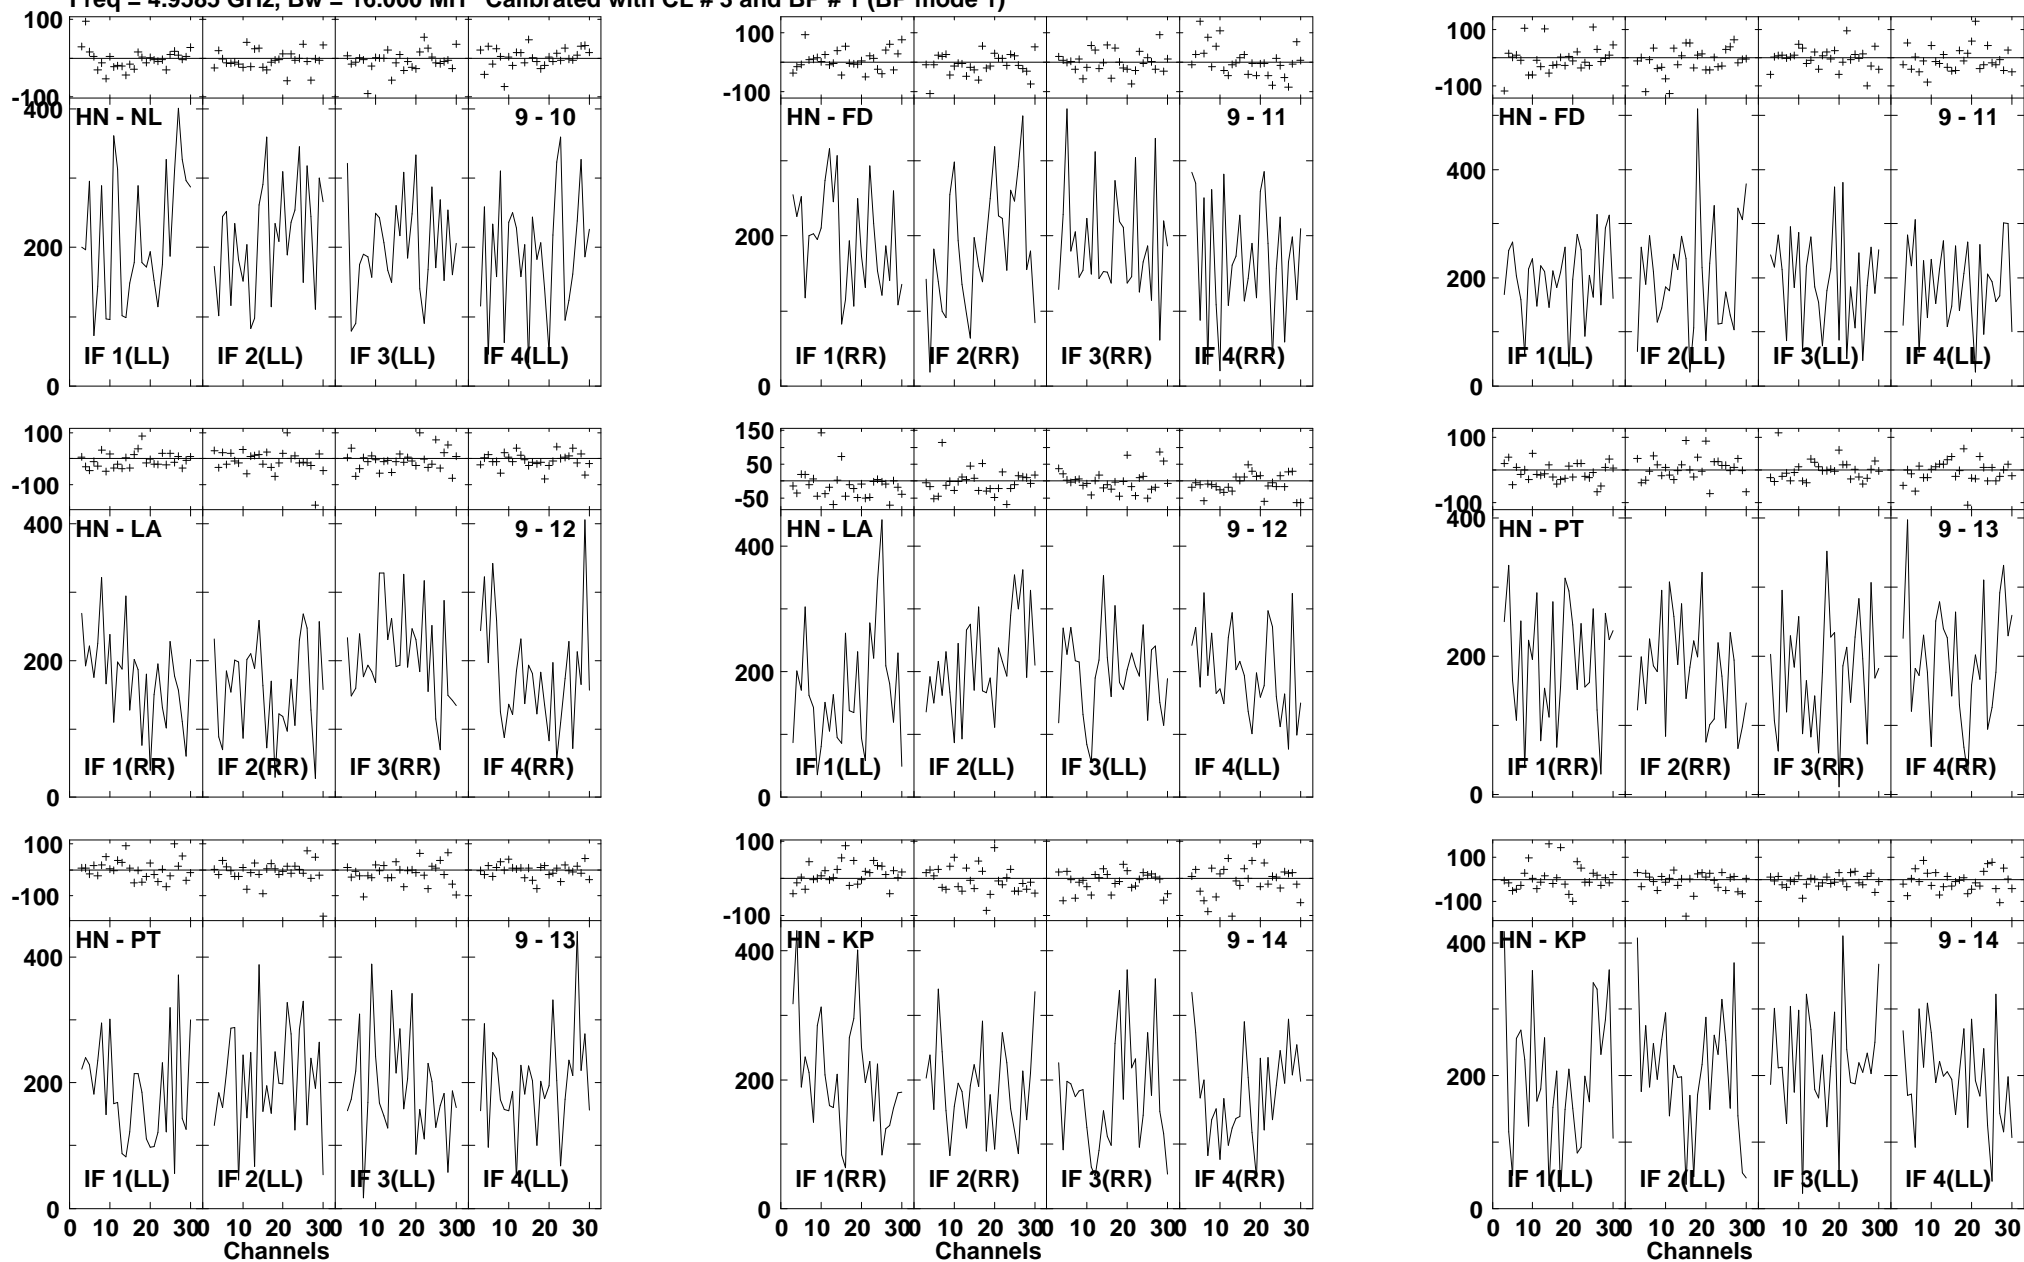 Freq = 4.9585 GHz, Bw = 16.000 MH Calibrated with CL # 3 and BP # 1 (BP mode 1)
100
-100
400
200
0
HN - NL
9 - 10
IF 1(LL)
IF 2(LL)
IF 3(LL)
IF 4(LL)
100
-100
200
0
HN - FD
9 - 11
IF 1(RR)
IF 2(RR)
IF 3(RR)
IF 4(RR)
100
-100
400
200
0
HN - FD
9 - 11
IF 1(LL)
IF 2(LL)
IF 3(LL)
IF 4(LL)
100
-100
400
200
0
HN - LA
9 - 12
IF 1(RR)
IF 2(RR)
IF 3(RR)
IF 4(RR)
150
50
-50
400
200
0
HN - LA
9 - 12
IF 1(LL)
IF 2(LL)
IF 3(LL)
IF 4(LL)
100
-100
400
200
0
HN - PT
9 - 13
IF 1(RR)
IF 2(RR)
IF 3(RR)
IF 4(RR)
100
-100
400
200
0
HN - PT
9 - 13
IF 1(LL)
IF 2(LL)
IF 3(LL)
IF 4(LL)
0 10 20 30 0 10 20 30 0 10 20 30 0 10 20 30
Channels
100
-100
400
200
0
HN - KP
9 - 14
IF 1(RR)
IF 2(RR)
IF 3(RR)
IF 4(RR)
0 10 20 30 0 10 20 30 0 10 20 30 0 10 20 30
Channels
100
-100
400
200
0
HN - KP
9 - 14
IF 1(LL)
IF 2(LL)
IF 3(LL)
IF 4(LL)
0 10 20 30 0 10 20 30 0 10 20 30 0 10 20 30
Channels